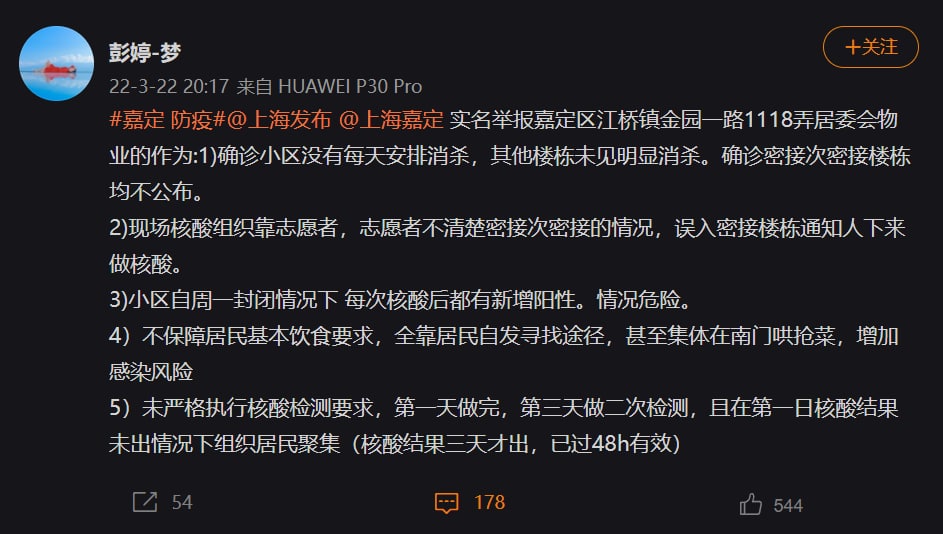 彭婷-梦
+关注
22-3-22 20:17 来自 HUAWEI P30 Pro
#嘉定 防疫#@上海发布 @上海嘉定 实名举报嘉定区江桥镇金园一路1118弄居委会物
业的作为:1)确诊小区没有每天安排消杀，其他楼栋未见明显消杀。确诊密接次密接楼栋
均不公布。
2)现场核酸组织靠志愿者，志愿者不清楚密接次密接的情况，误入密接楼栋通知人下来
做核酸。
3)小区自周一封闭情况下 每次核酸后都有新增阳性。情况危险。
4）不保障居民基本饮食要求，全靠居民自发寻找途径，甚至集体在南门哄抢菜，增加
感染风险
5）未严格执行核酸检测要求，第一天做完，第三天做二次检测，且在第一日核酸结果
未出情况下组织居民聚集（核酸结果三天才出，已过48h有效）
54
178
544